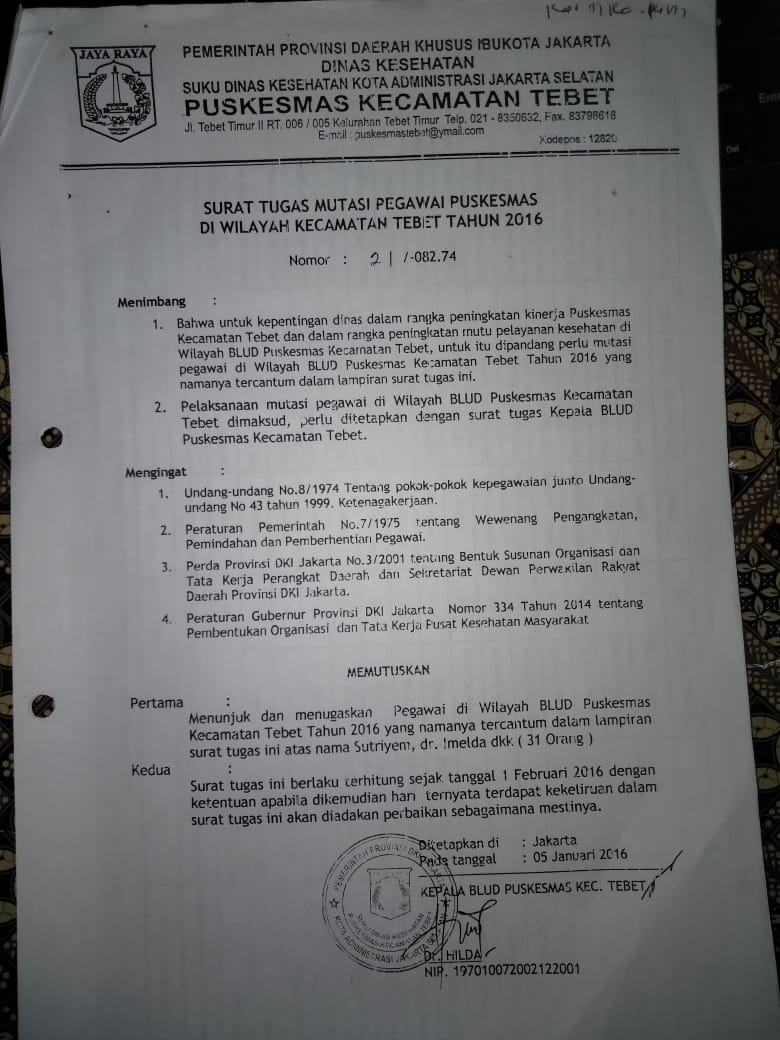 JAYA RAYA
PEMERINTAH PROVINSI DAERAH KHUSUS IBUKOTA JAKARTA
DINAS KESEHATAN
SUKU DINAS KESEHATAN KOTA ADMINISTRASI JAKARTA SELATAN
PUSKESMAS KECAMATAN TEBET
Jl. Tebet Timur II RT. 006 / 005 Kelurahan Tebet Timur Telp. 021 - 8350632, Fax. 83798618
E-mail : puskesmastebet@ymail.com
Kodepos : 12820
SURAT TUGAS MUTASI PEGAWAI PUSKESMAS
DI WILAYAH KECAMATAN TEBET TAHUN 2016
Nomor : 21 /-082.74
Menimbang :
1. Bahwa untuk kepentingan dinas dalam rangka peningkatan kinerja Puskesmas
Kecamatan Tebet dan dalam rangka peningkatan mutu pelayanan kesehatan di
Wilayah BLUD Puskesmas Kecamatan Tebet, untuk itu dipandang perlu mutasi
pegawai di Wilayah BLUD Puskesmas Kecamatan Tebet Tahun 2016 yang
namanya tercantum dalam lampiran surat tugas ini.
2. Pelaksanaan mutasi pegawai di Wilayah BLUD Puskesmas Kecamatan
Tebet dimaksud, perlu ditetapkan dengan surat tugas Kepala BLUD
Puskesmas Kecamatan Tebet.
Mengingat :
1. Undang-undang No.8/1974 Tentang pokok-pokok kepegawaian junto Undang-
undang No 43 tahun 1999. Ketenagakerjaan.
2. Peraturan Pemerintah No.7/1975 tentang Wewenang Pengangkatan,
Pemindahan dan Pemberhentian Pegawai.
3. Perda Provinsi DKI Jakarta No.3/2001 tentang Bentuk Susunan Organisasi dan
Tata Kerja Perangkat Daerah dan Sekretariat Dewan Perwakilan Rakyat
Daerah Provinsi DKI Jakarta.
4. Peraturan Gubernur Provinsi DKI Jakarta Nomor 334 Tahun 2014 tentang
Pembentukan Organisasi dan Tata Kerja Pusat Kesehatan Masyarakat
MEMUTUSKAN
Pertama :
Menunjuk dan menugaskan Pegawai di Wilayah BLUD Puskesmas
Kecamatan Tebet Tahun 2016 yang namanya tercantum dalam lampiran
surat tugas ini atas nama Sutriyem, dr. Imelda dkk ( 31 Orang )
Kedua :
Surat tugas ini berlaku terhitung sejak tanggal 1 Februari 2016 dengan
ketentuan apabila dikemudian hari ternyata terdapat kekeliruan dalam
surat tugas ini akan diadakan perbaikan sebagaimana mestinya.
Ditetapkan di : Jakarta
Pada tanggal : 05 Januari 2016
KEPALA BLUD PUSKESMAS KEC. TEBET
Dr. HILDA
NIP. 197010072002122001
PEMERINTAH PROVINSI DKI JAKARTA
SUKU DINAS KESEHATAN
PUSKESMAS KECAMATAN TEBET
KOTA ADMINISTRASI JAKARTA
Del